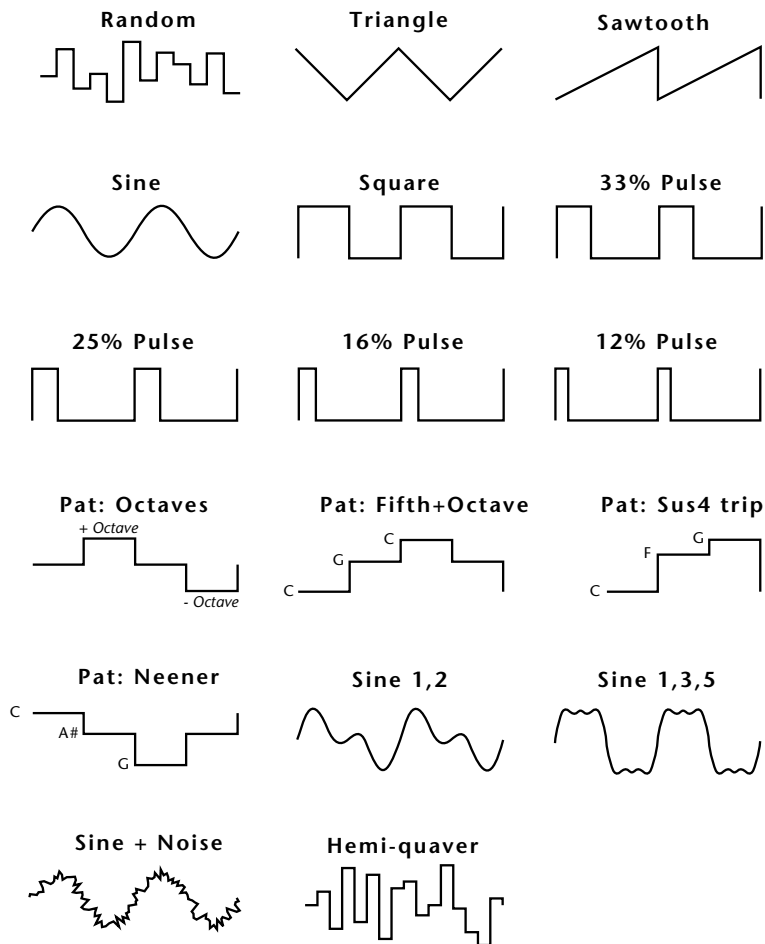 Random
Triangle
Sawtooth
Sine
Square
33% Pulse
25% Pulse
16% Pulse
12% Pulse
Pat: Octaves
+ Octave
- Octave
Pat: Fifth+Octave
C
G
C
Pat: Sus4 trip
G
F
C
Pat: Neener
C
A#
G
Sine 1,2
Sine 1,3,5
Sine + Noise
Hemi-quaver